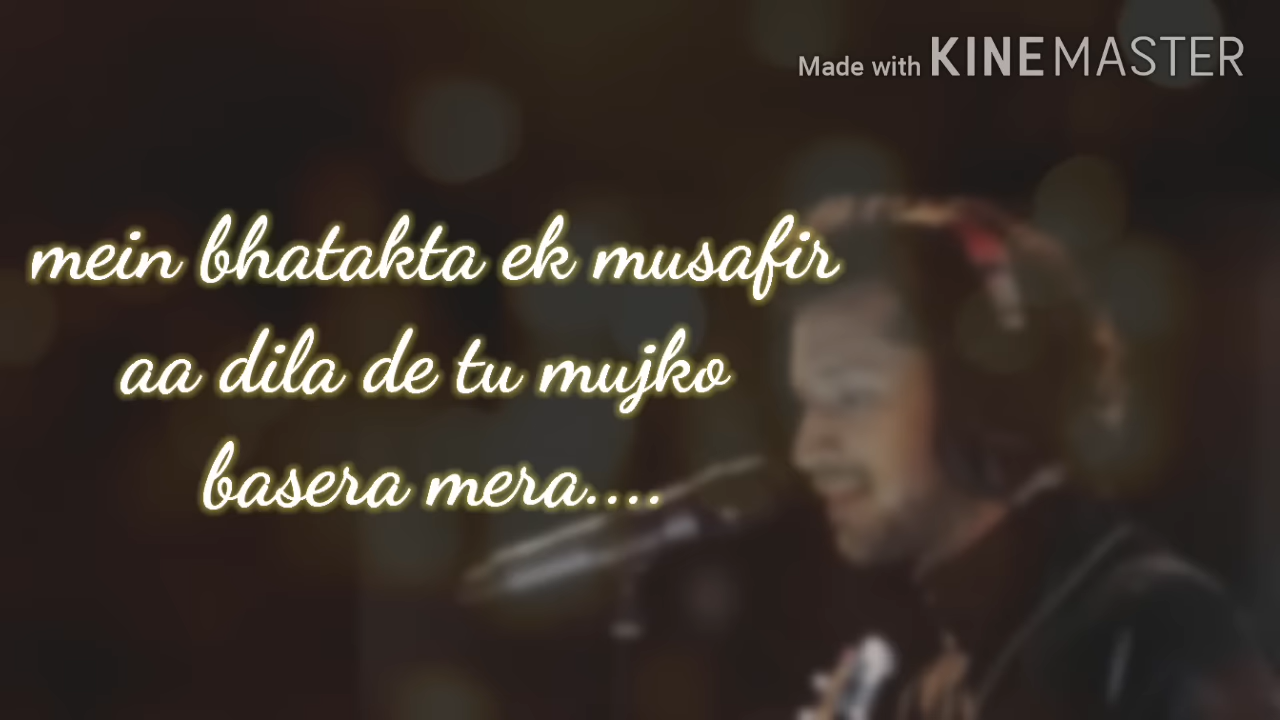 Made with KINEMASTER
mein bhatakta ek musafir
aa dila de tu mujko
basera mera....